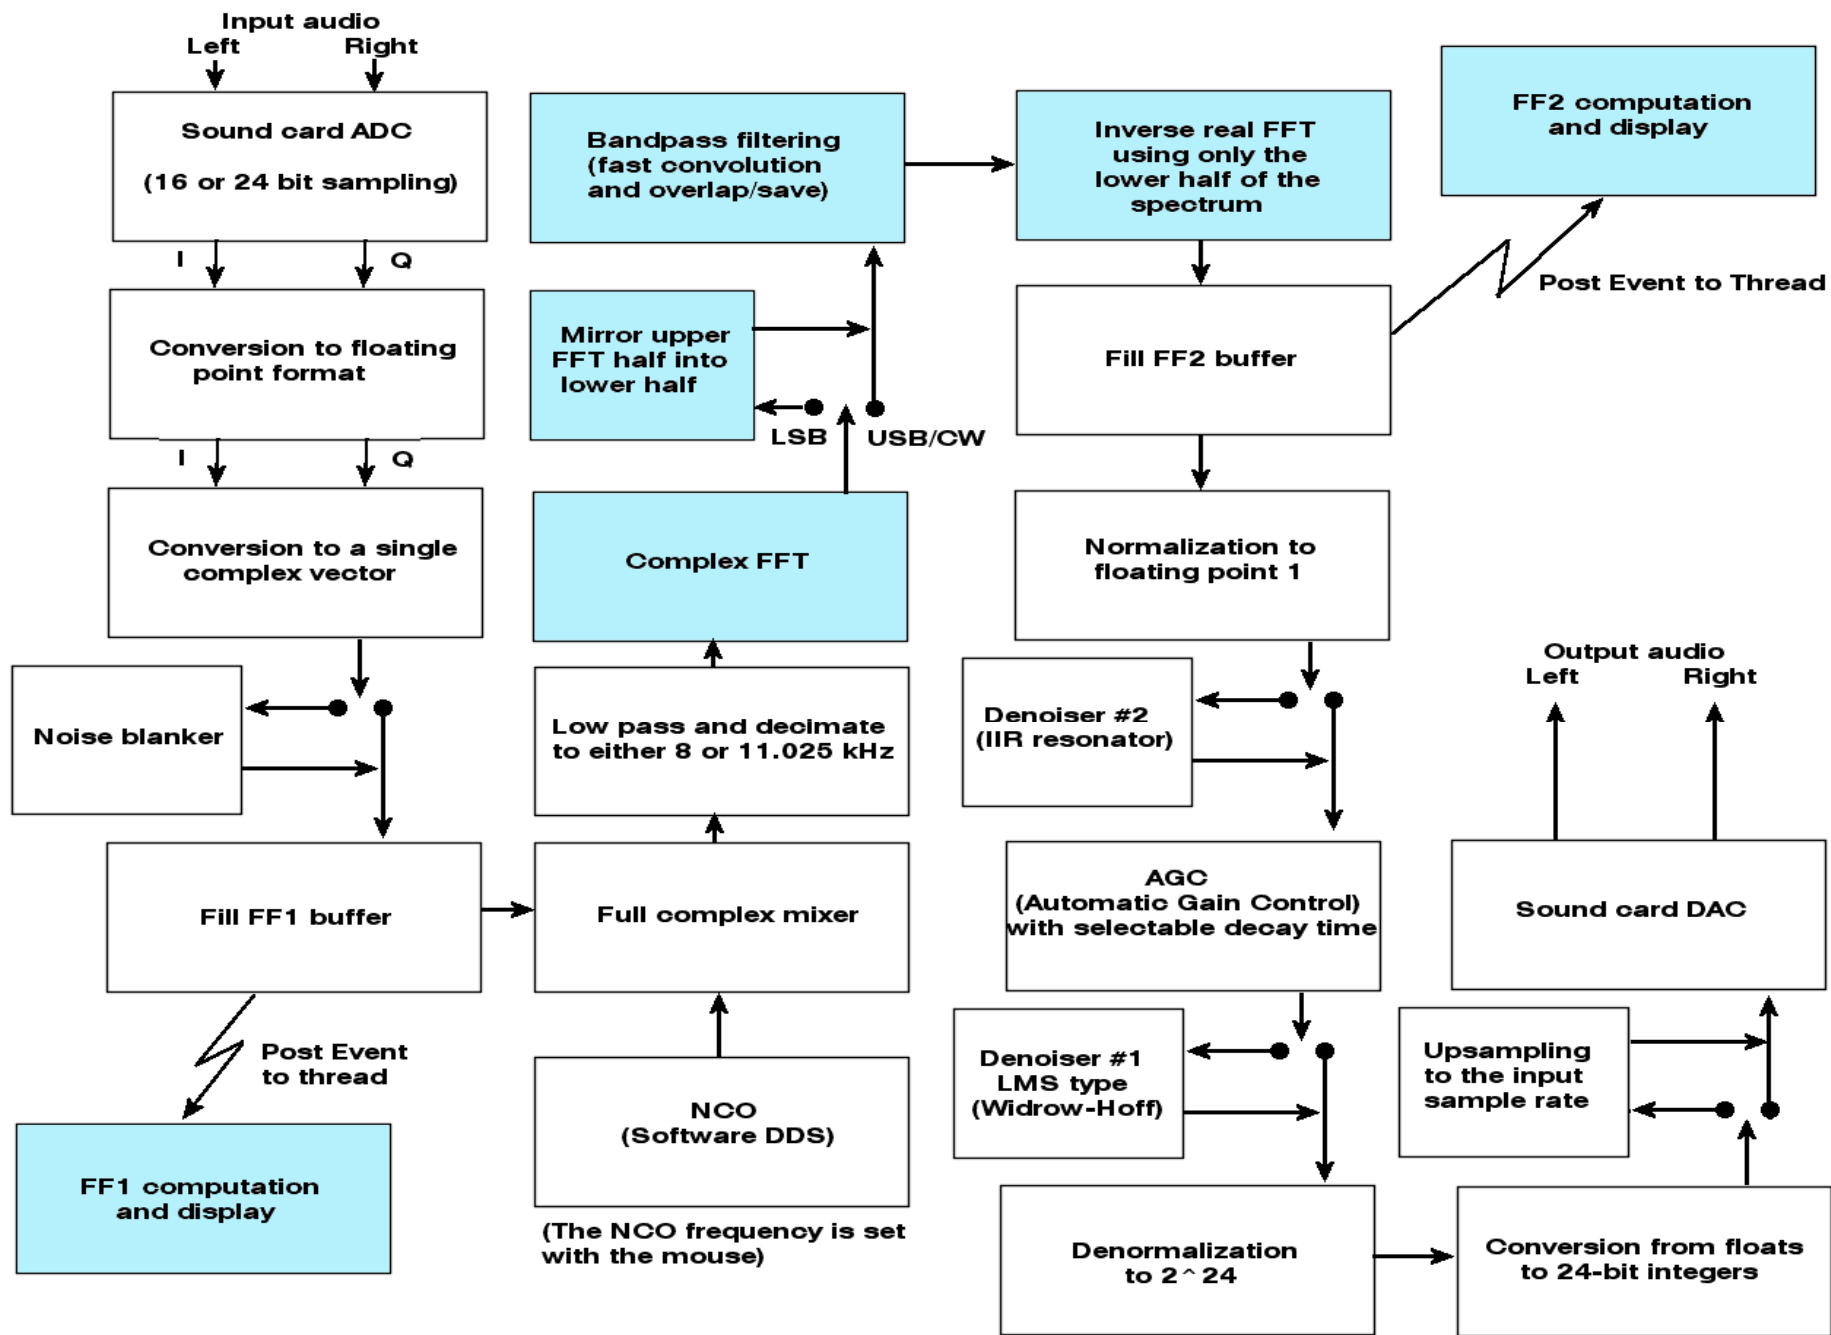 Input audio
Left Right
Sound card ADC
(16 or 24 bit sampling)
I Q
Conversion to floating
point format
I Q
Conversion to a single
complex vector
Noise blanker
Fill FF1 buffer
Post Event
to thread
FF1 computation
and display
Bandpass filtering
(fast convolution
and overlap/save)
Mirror upper
FFT half into
lower half
LSB USB/CW
Complex FFT
Low pass and decimate
to either 8 or 11.025 kHz
Full complex mixer
NCO
(Software DDS)
(The NCO frequency is set
with the mouse)
Inverse real FFT
using only the
lower half of the
spectrum
Fill FF2 buffer
Normalization to
floating point 1
Denoiser #2
(IIR resonator)
AGC
(Automatic Gain Control)
with selectable decay time
Denoiser #1
LMS type
(Widrow-Hoff)
Denormalization
to 2^24
FF2 computation
and display
Post Event to Thread
Output audio
Left Right
Sound card DAC
Upsampling
to the input
sample rate
Conversion from floats
to 24-bit integers